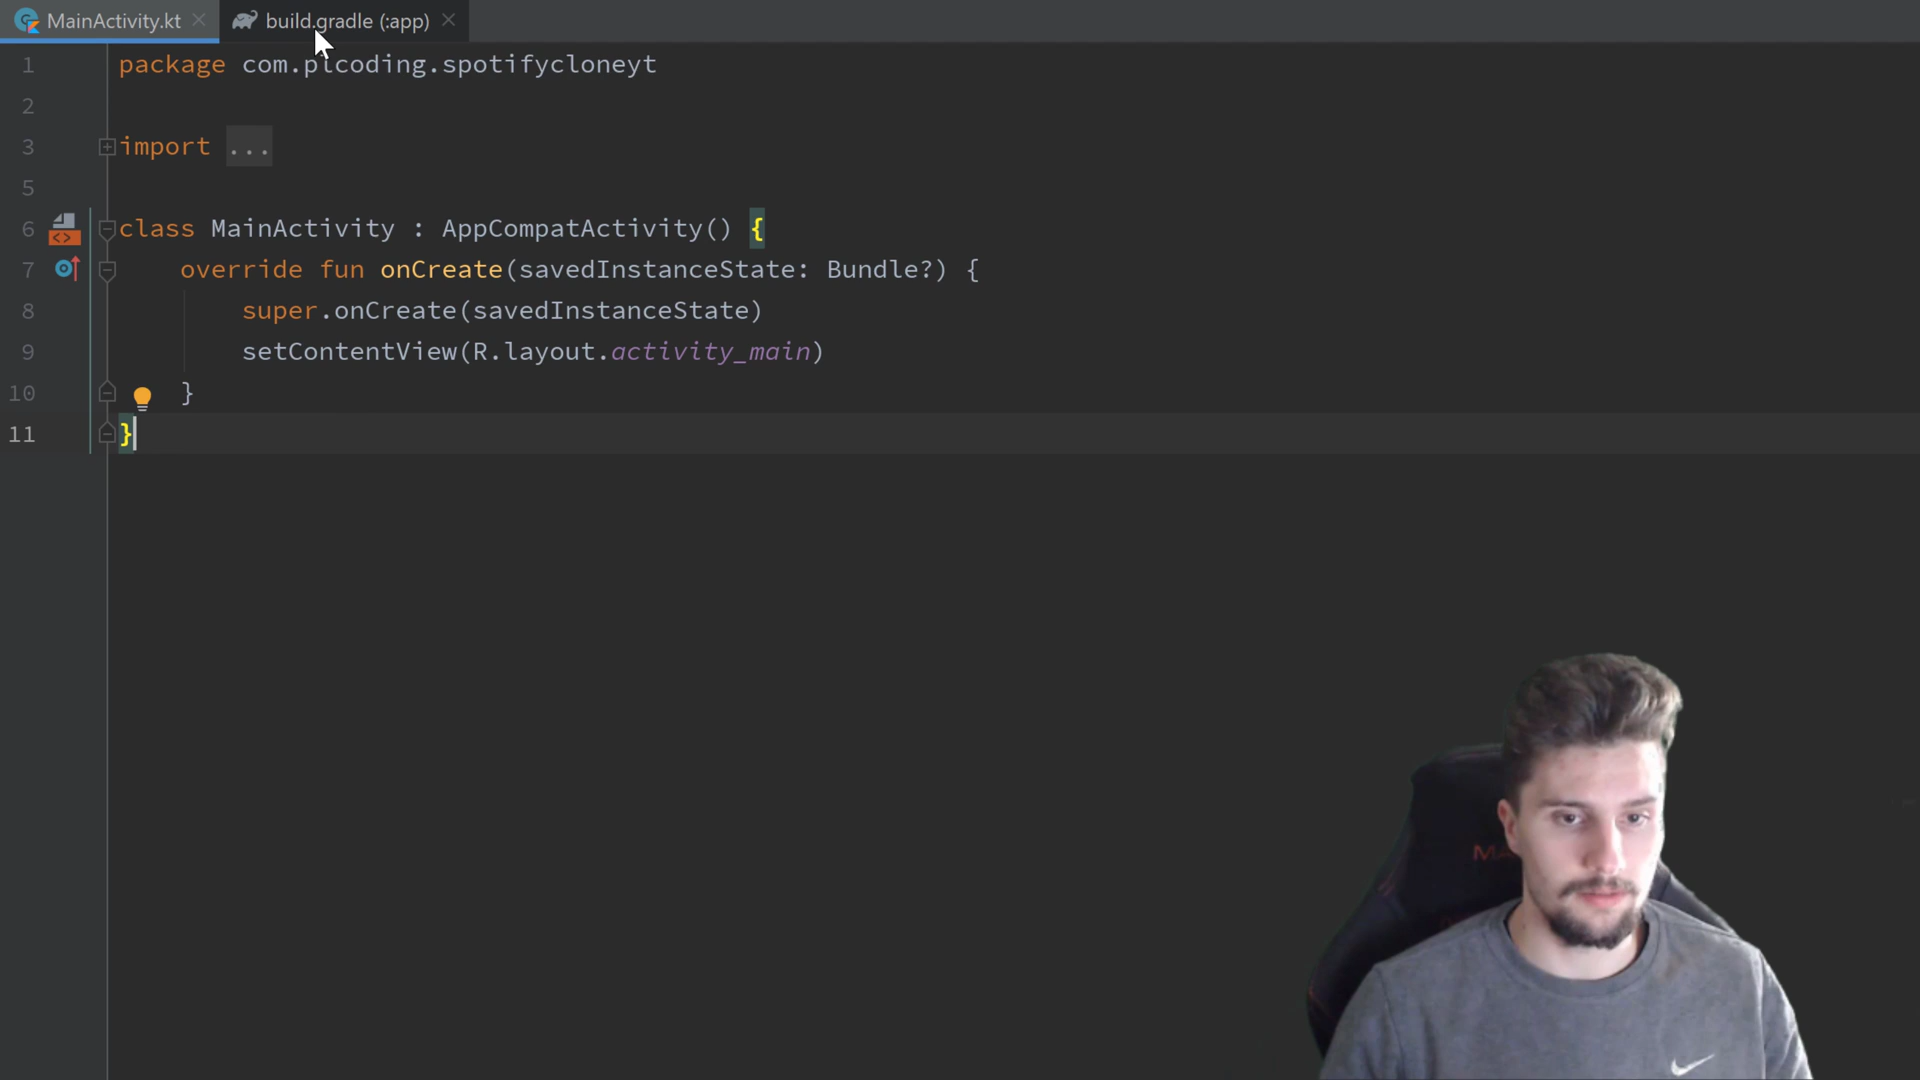 MainActivity.kt
build.gradle (:app)
1 package com.plcoding.spotifycloneyt
2
3 import ...
5
6 class MainActivity : AppCompatActivity() {
7 override fun onCreate(savedInstanceState: Bundle?) {
8 super.onCreate(savedInstanceState)
9 setContentView(R.layout.activity_main)
10 }
11 }